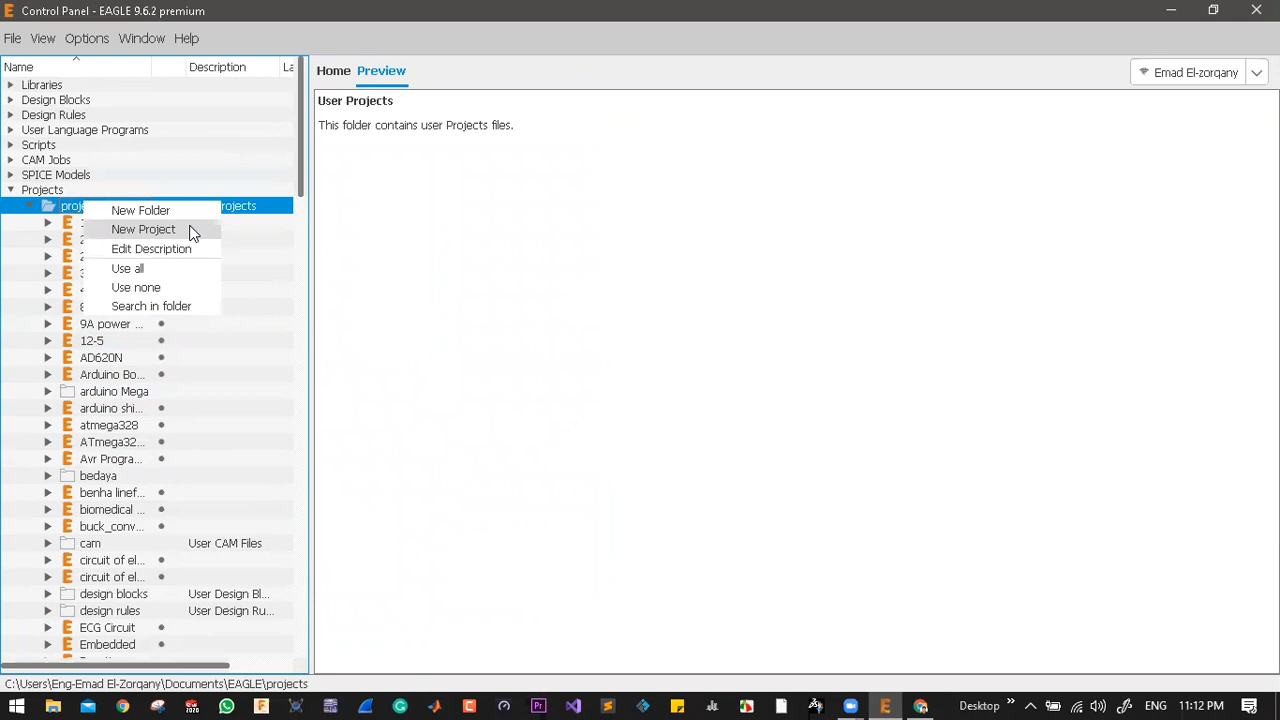 Control Panel - EAGLE 9.6.2 premium
File View Options Window Help
Name Description La
Home Preview
Emad El-zorqany
Libraries
Design Blocks
Design Rules
User Language Programs
Scripts
CAM Jobs
SPICE Models
Projects
User Projects
This folder contains user Projects files.
New Folder
New Project
Edit Description
Use all
Use none
Search in folder
9A power ...
12-5
AD620N
Arduino Bo...
arduino Mega
arduino shi...
atmega328
ATmega32...
Avr Progra...
bedaya
benha linef...
biomedical ...
buck_conv...
cam User CAM Files
circuit of el...
circuit of el...
design blocks User Design Bl...
design rules User Design Ru...
ECG Circuit
Embedded
C:\Users\Eng-Emad El-Zorgany\Documents\EAGLE\projects
Desktop ENG 11:12 PM